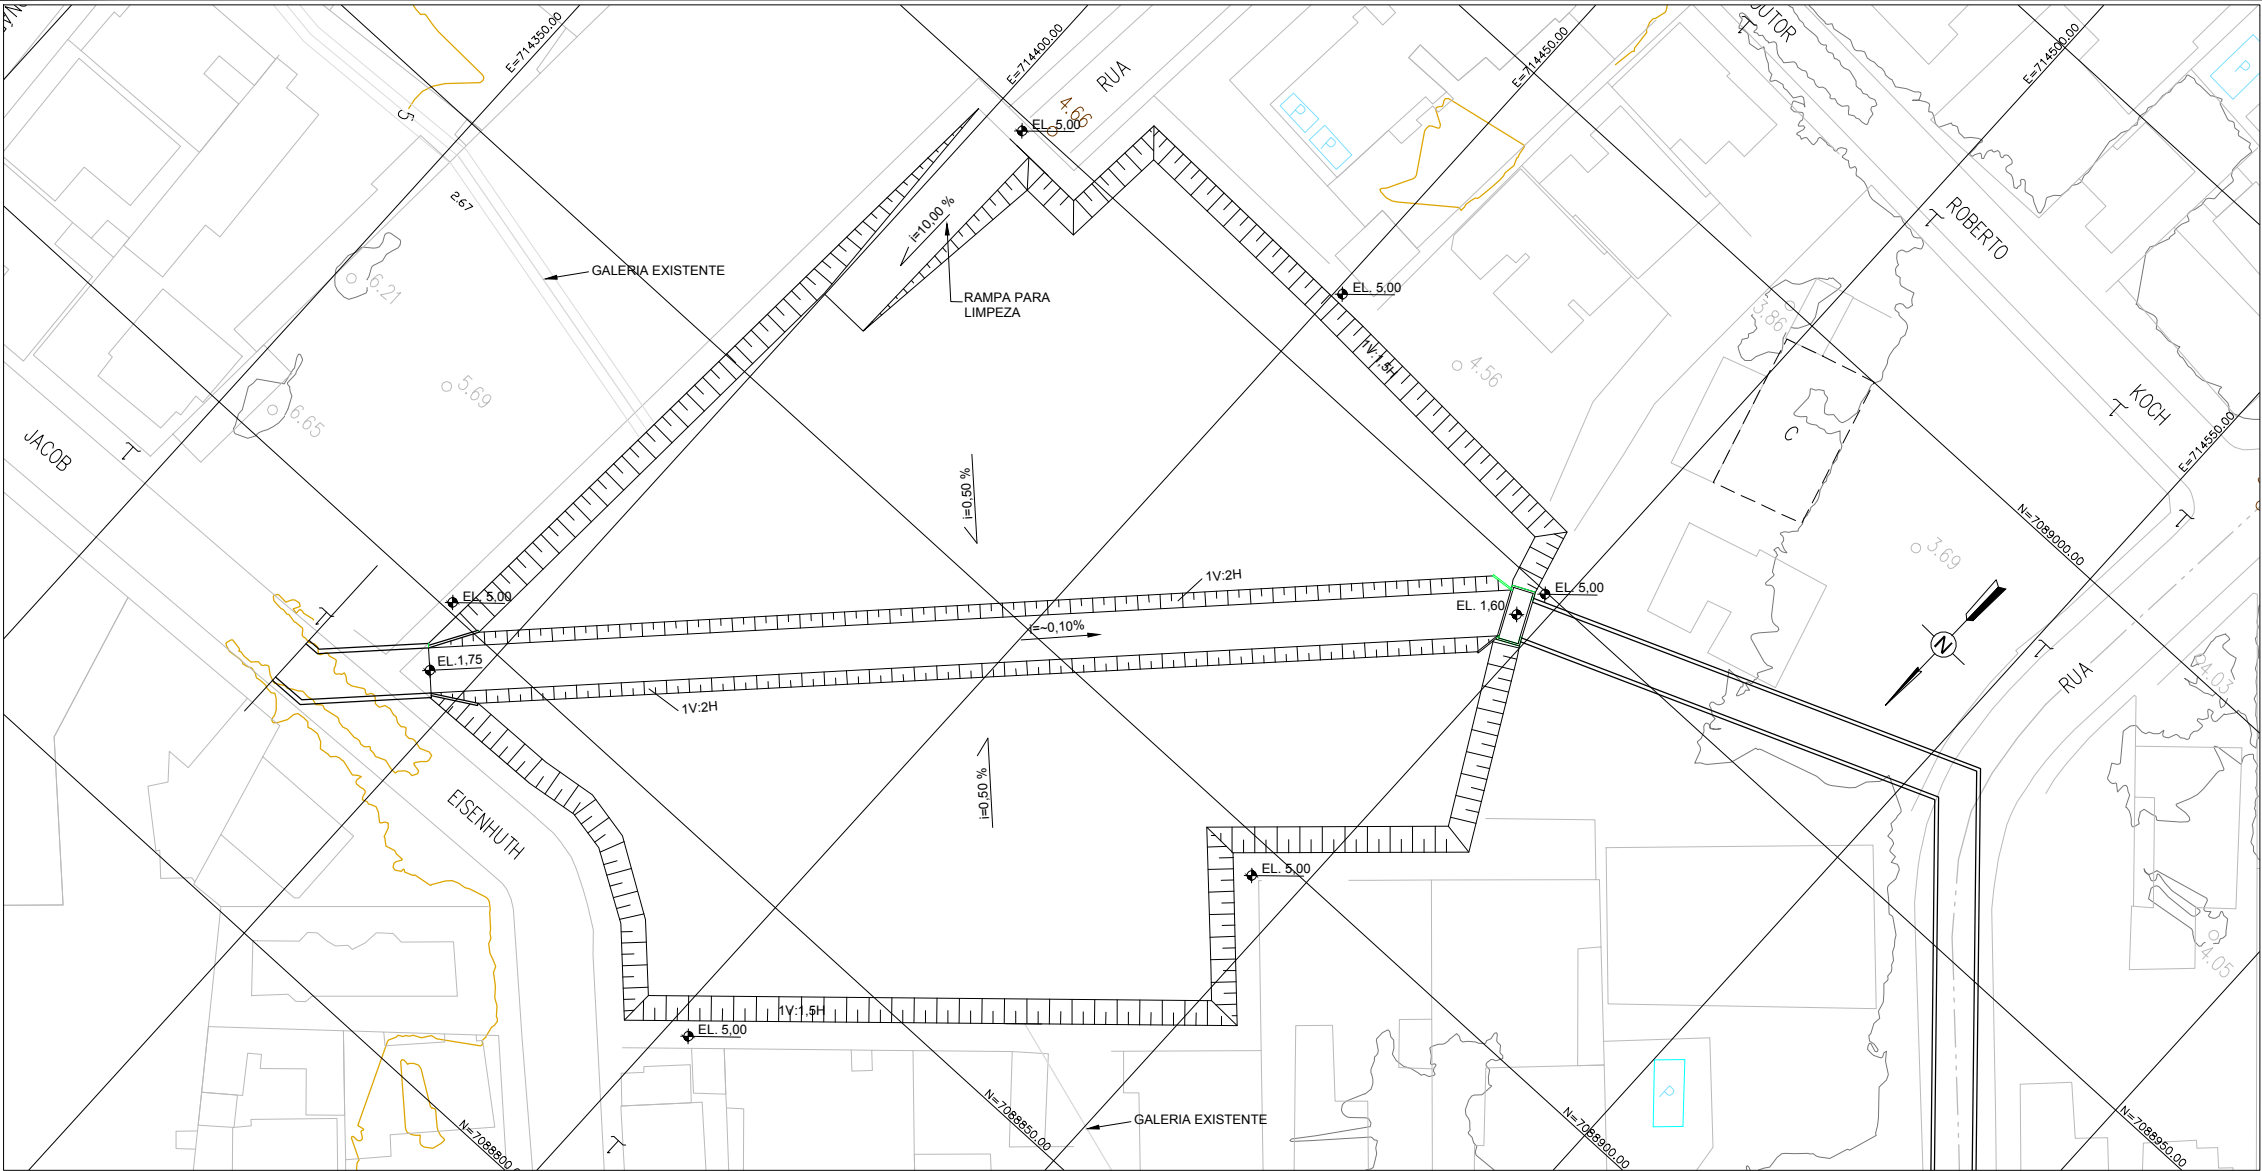 E=714350.00
E=714400.00
E=714450.00
E=714500.00
RUA
4.66
EL. 5,00
P
P
P
OUTOR
ROBERTO
KOCH
5
2.67
i=10,00 %
GALERIA EXISTENTE
RAMPA PARA
LIMPEZA
EL. 5,00
6.21
5.69
6.65
1V:1,5H
4.56
3.86
C
E=714550.00
JACOB
T
T
T
T
T
T
T
T
T
i=0,50 %
N=7089000.00
3.69
1V:2H
EL. 5,00
EL. 5,00
EL. 1,60
i=~0,10%
EL.1,75
N
RUA
4.03
1V:2H
i=0,50 %
EISENHUTH
EL. 5,00
4.05
1V:1,5H
EL. 5,00
P
GALERIA EXISTENTE
N=7088800.
N=7088850.00
N=7088900.00
N=7088950.00